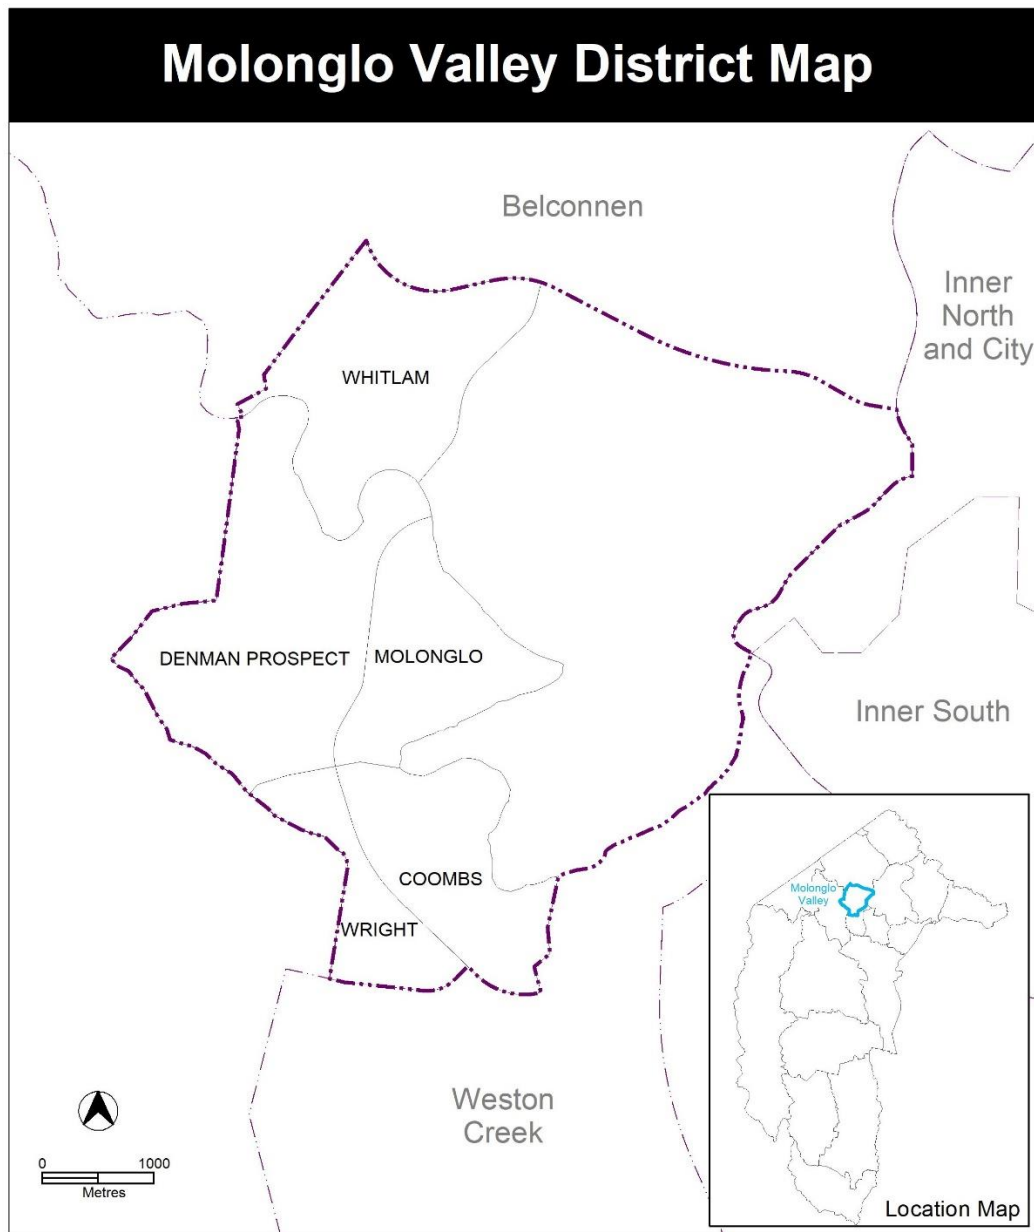 Molonglo Valley District Map
Belconnen
Inner
North
and City
WHITLAM
DENMAN PROSPECT
MOLONGLO
Inner South
COOMBS
WRIGHT
Weston
Creek
0 1000
Metres
Molonglo
Valley
Location Map